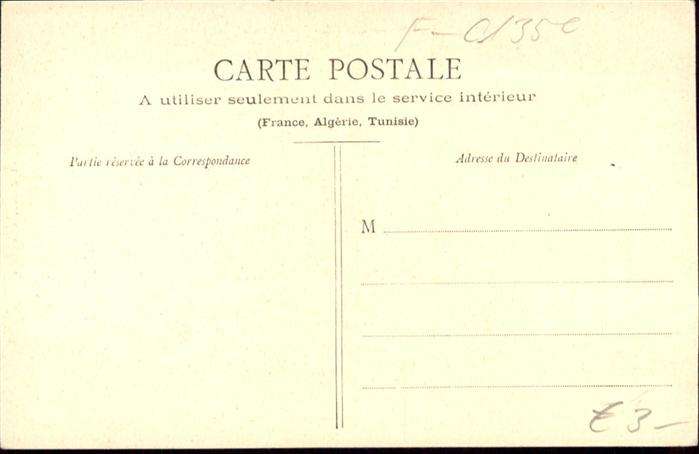 CARTE POSTALE
A utiliser seulement dans le service intérieur
(France, Algérie, Tunisie)
Partie réservée à la Correspondance
Adresse du Destinataire
M
€ 3-